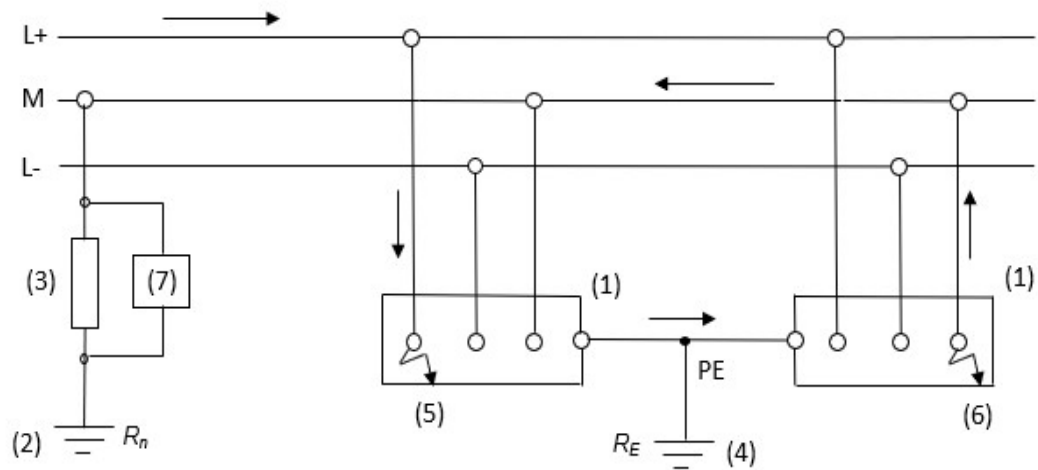 L+
M
L-
(3)
(7)
(1)
(1)
PE
(5)
(6)
(2)
Rn
RE
(4)